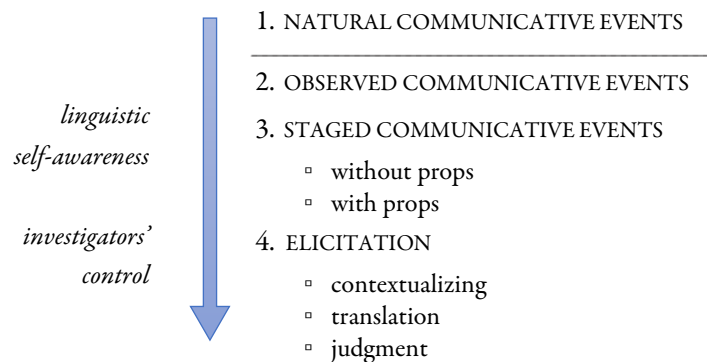 1. NATURAL COMMUNICATIVE EVENTS
2. OBSERVED COMMUNICATIVE EVENTS
3. STAGED COMMUNICATIVE EVENTS
▫ without props
▫ with props
4. ELICITATION
▫ contextualizing
▫ translation
▫ judgment
linguistic
self-awareness
investigators’
control